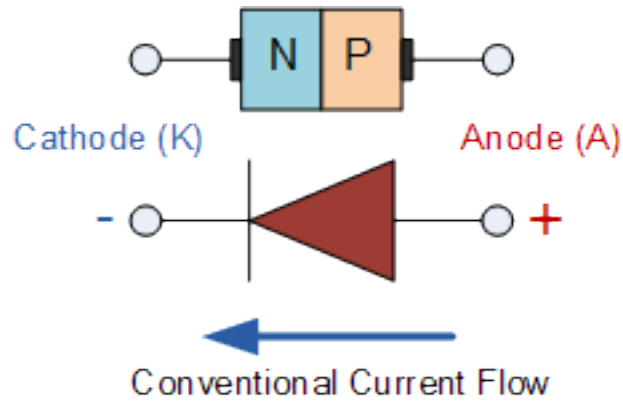 N P
Cathode (K) Anode (A)
- +
Conventional Current Flow